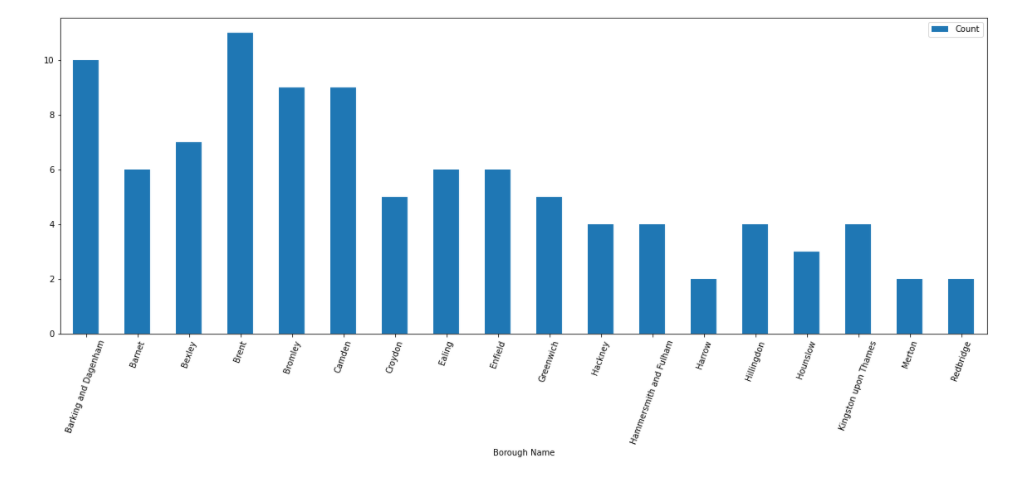 Count
10
8
6
4
2
0
Barking and Dagenham
Barnet
Bexley
Brent
Bromley
Camden
Croydon
Ealing
Enfield
Greenwich
Hackney
Hammersmith and Fulham
Harrow
Hillingdon
Hounslow
Kingston upon Thames
Merton
Redbridge
Borough Name